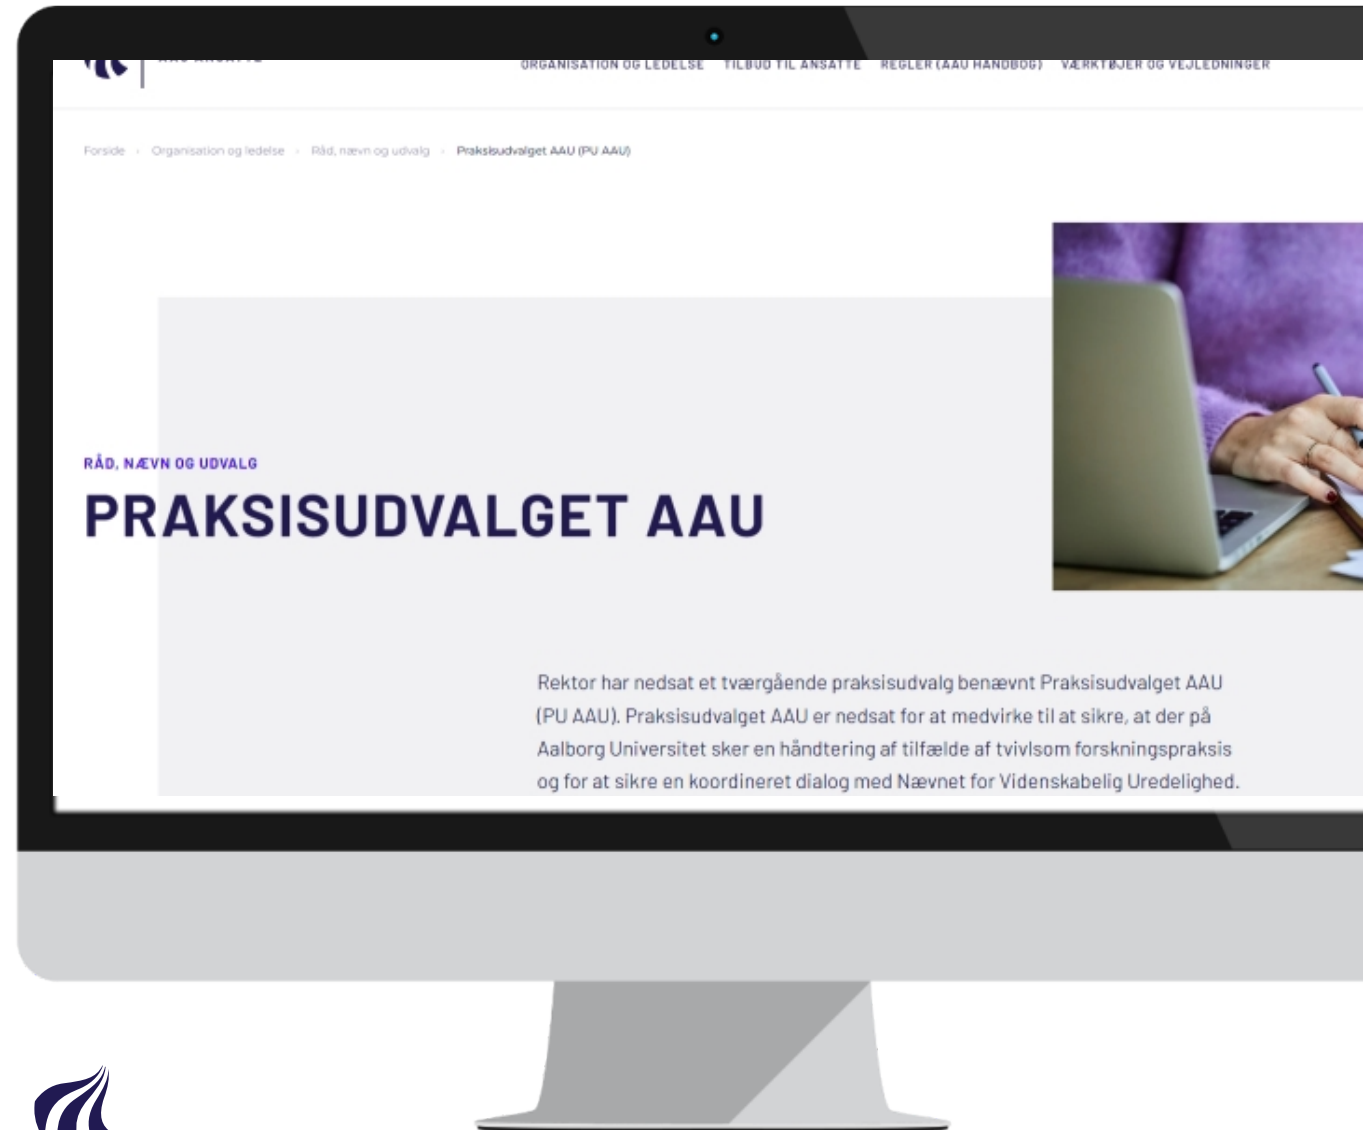 ORGANISATION OG LEDELSE TILBUD TIL ANSATTE REGLER (AAU HÅNDBOG) VÆRKTØJER OG VEJLEDNINGER
Forside › Organisation og ledelse › Råd, nævn og udvalg › Praksisudvalget AAU (PU AAU)
RÅD, NÆVN OG UDVALG
PRAKSISUDVALGET AAU
Rektor har nedsat et tværgående praksisudvalg benævnt Praksisudvalget AAU
(PU AAU). Praksisudvalget AAU er nedsat for at medvirke til at sikre, at der på
Aalborg Universitet sker en håndtering af tilfælde af tvivlsom forskningspraksis
og for at sikre en koordineret dialog med Nævnet for Videnskabelig Uredelighed.